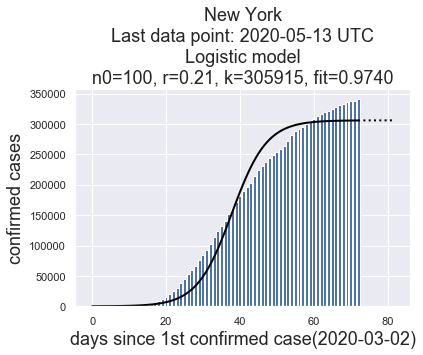 New York
Last data point: 2020-05-13 UTC
Logistic model
n0=100, r=0.21, k=305915, fit=0.9740
350000
300000
250000
200000
150000
100000
50000
0
confirmed cases
0 20 40 60 80
days since 1st confirmed case(2020-03-02)